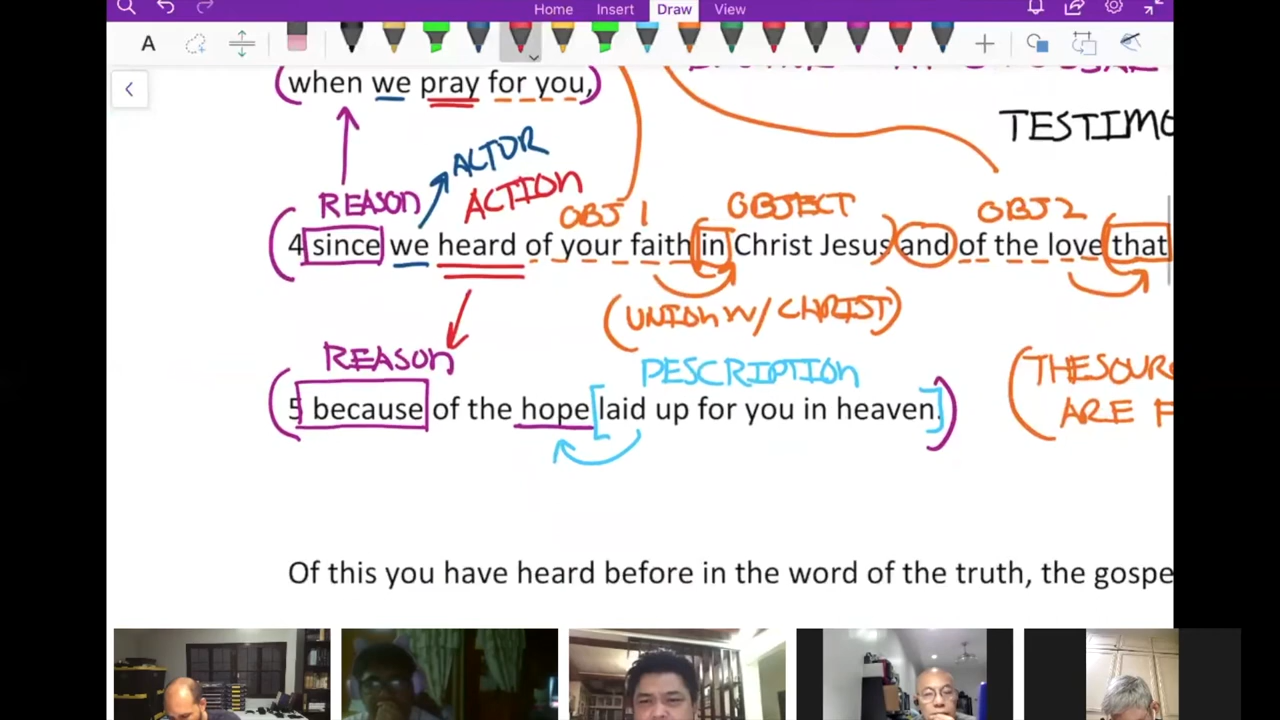 Home Insert Draw View
A
when we pray for you,
TESTIMO
ACTOR
REASON ACTION OBJ 1 OBJECT OBJ 2
4 since we heard of your faith in Christ Jesus and of the love that
(UNION W/ CHRIST)
REASON DESCRIPTION (THE SOUR
5 because of the hope laid up for you in heaven. ARE F
Of this you have heard before in the word of the truth, the gospe